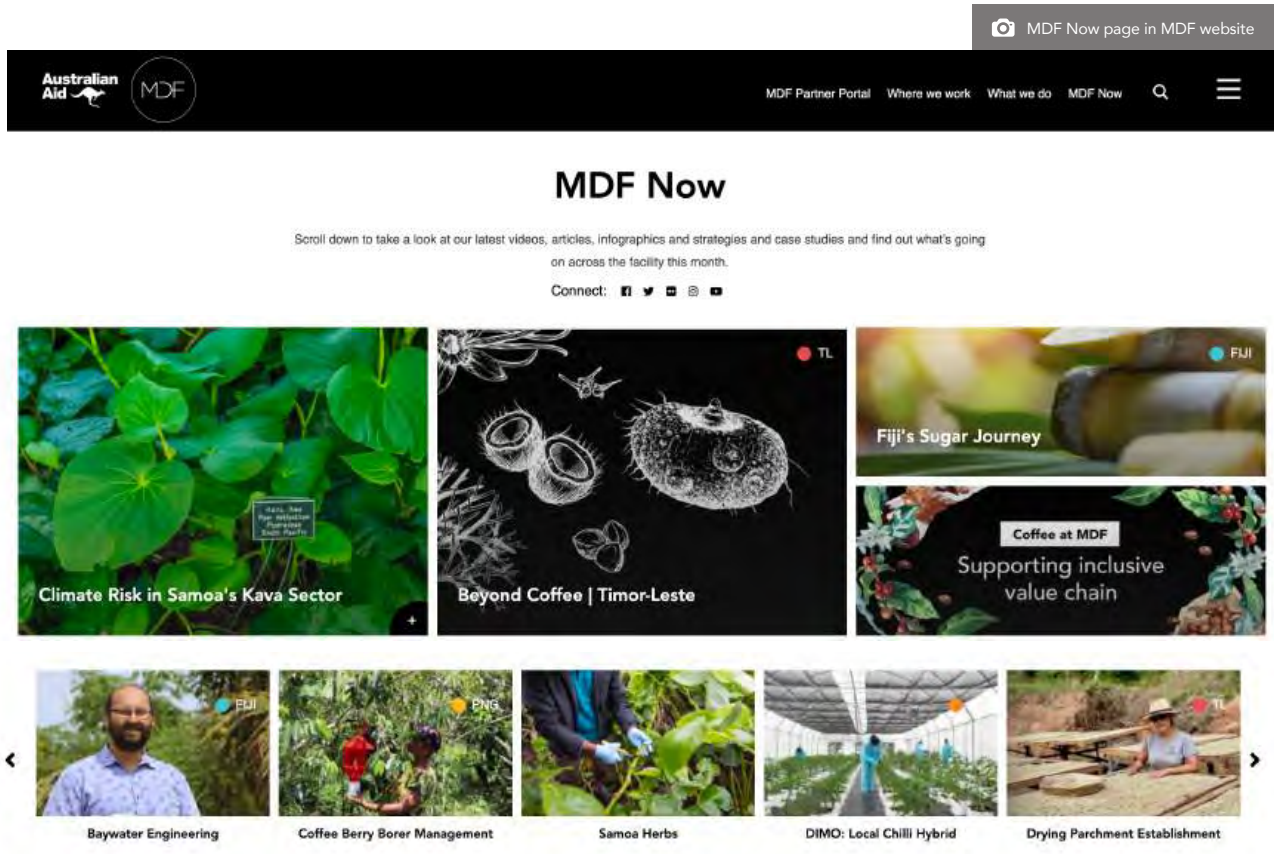 MDF Now page in MDF website
Australian
Aid
MDF
MDF Partner Portal Where we work What we do MDF Now
MDF Now
Scroll down to take a look at our latest videos, articles, infographics and strategies and case studies and find out what's going
on across the facility this month.
Connect:
TL
FIJI
Fiji's Sugar Journey
South Pacific
Climate Risk in Samoa's Kava Sector
+
Beyond Coffee | Timor-Leste
Coffee at MDF
Supporting inclusive
value chain
FIJI
PNG
TL
Baywater Engineering
Coffee Berry Borer Management
Samoa Herbs
DIMO: Local Chilli Hybrid
Drying Parchment Establishment